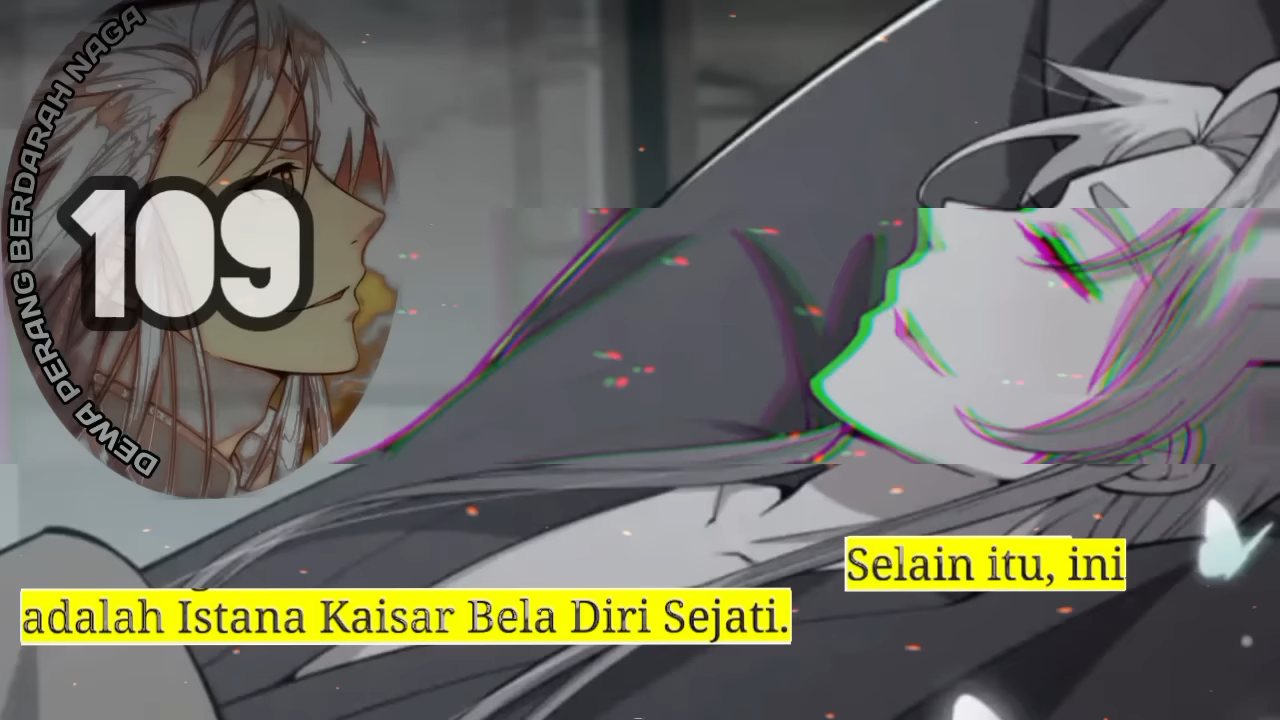 DEWA PERANG BERDARAH NAGA
109
Selain itu, ini
adalah Istana Kaisar Bela Diri Sejati.